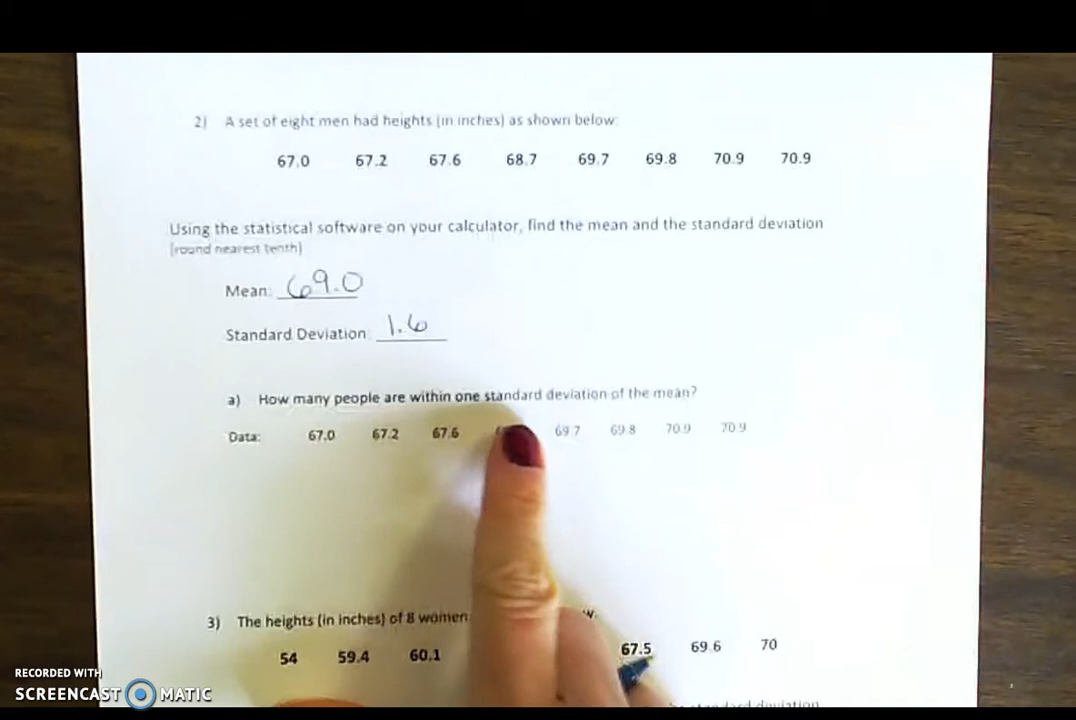 2) A set of eight men had heights (in inches) as shown below:
67.0 67.2 67.6 68.7 69.7 69.8 70.9 70.9
Using the statistical software on your calculator, find the mean and the standard deviation
(round nearest tenth)
Mean: 69.0
Standard Deviation 1.6
a) How many people are within one standard deviation of the mean?
Data: 67.0 67.2 67.6 69.7 69.8 70.9 70.9
3) The heights (in inches) of 8 women
54 59.4 60.1 67.5 69.6 70
standard deviation
RECORDED WITH
SCREENCAST MATIC